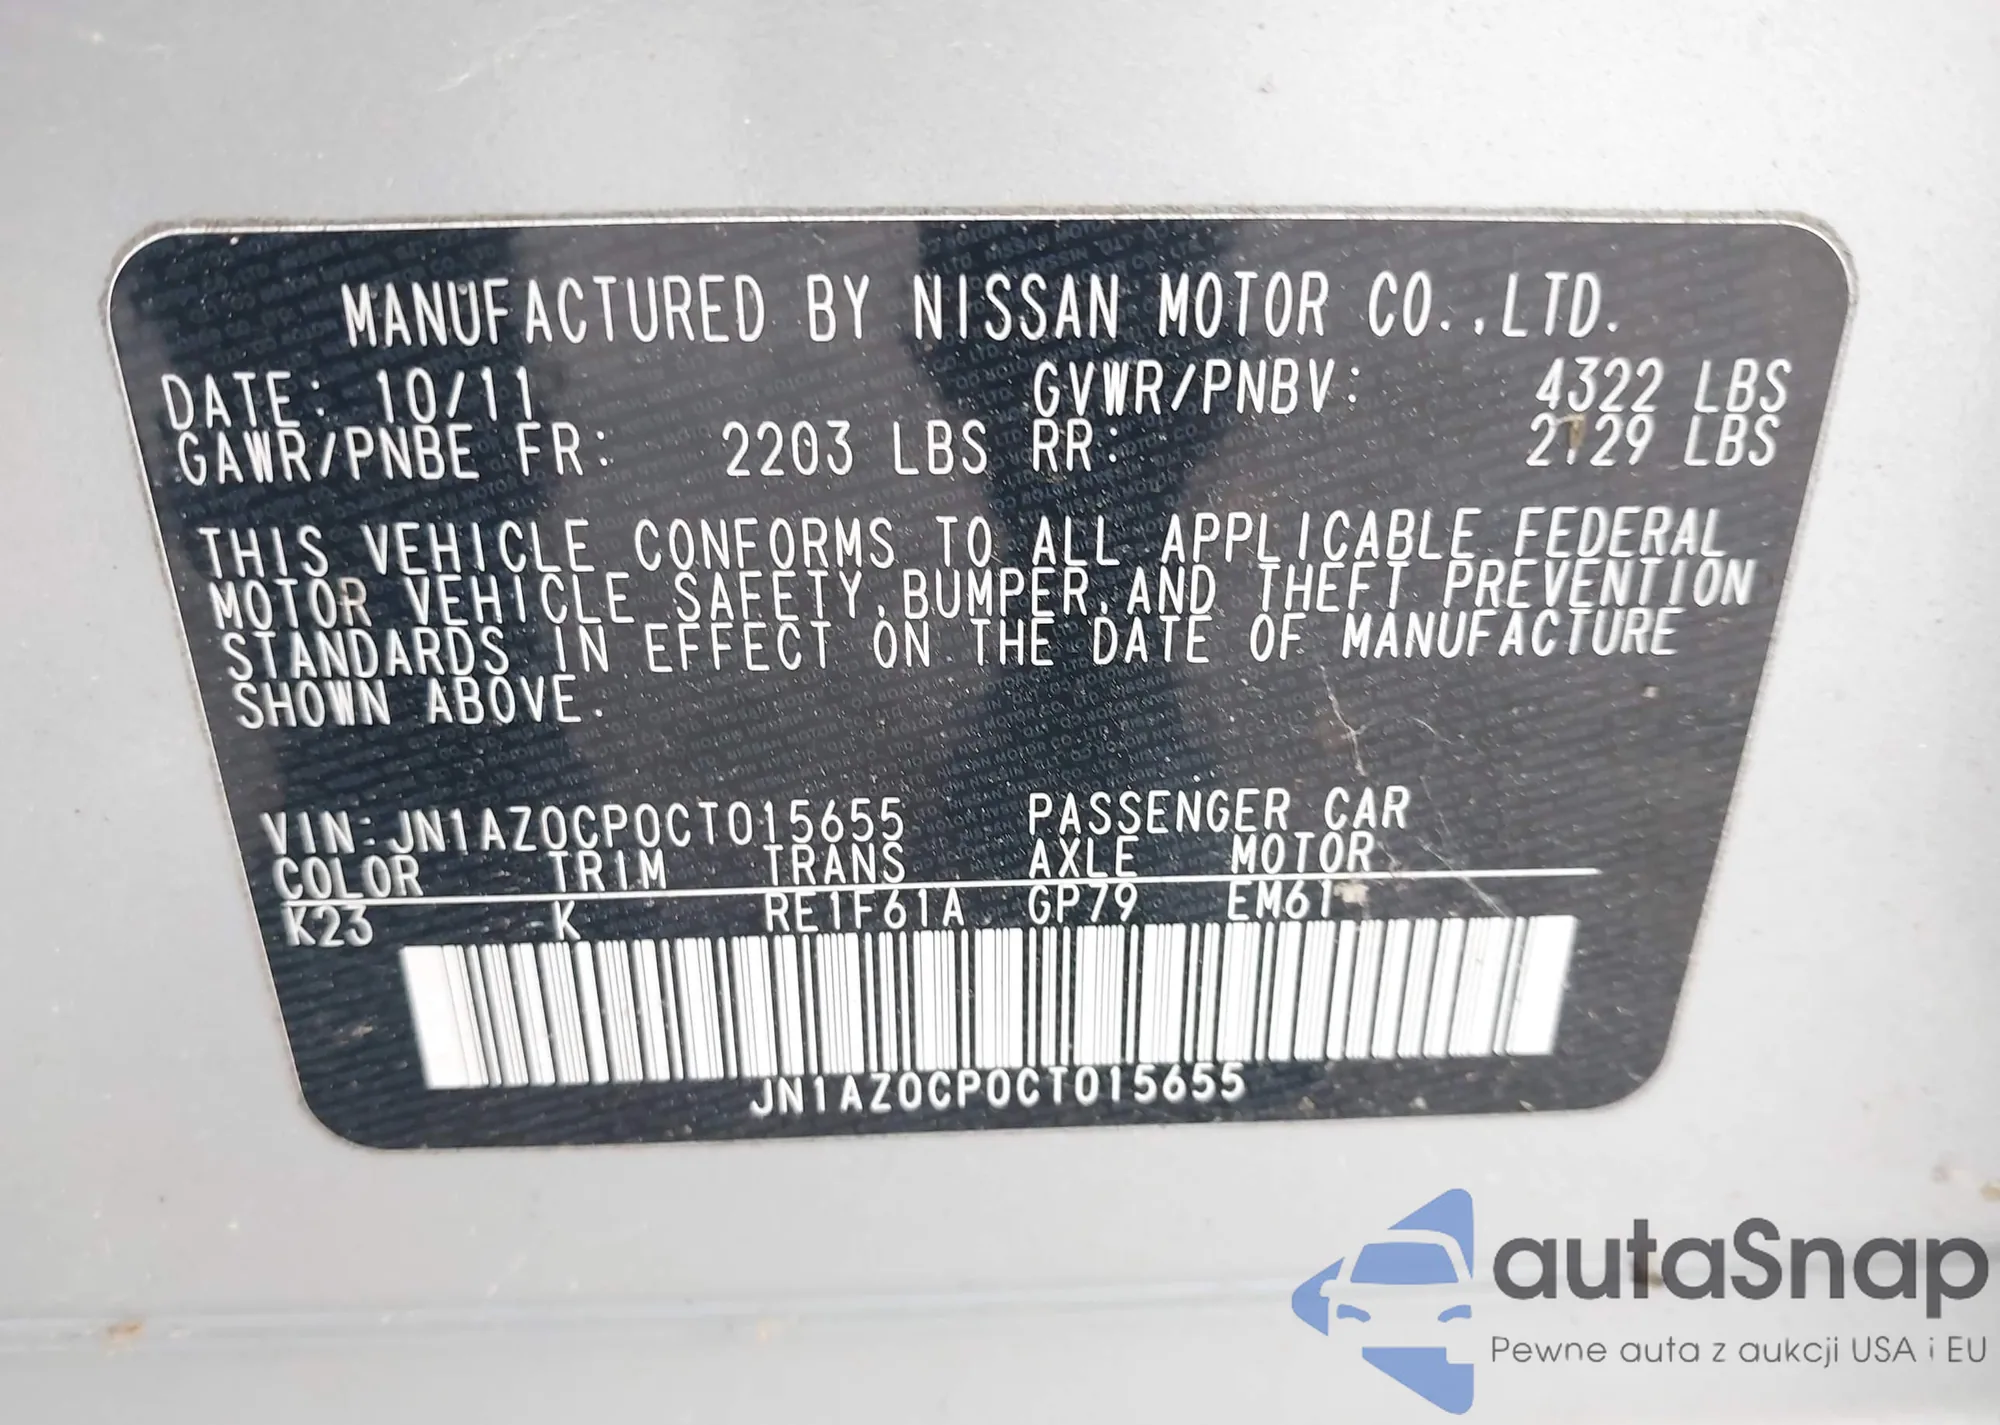 MANUFACTURED BY NISSAN MOTOR CO.,LTD.
DATE: 10/11 GVWR/PNBV: 4322 LBS
GAWR/PNBE FR: 2203 LBS RR: 2129 LBS
THIS VEHICLE CONFORMS TO ALL APPLICABLE FEDERAL
MOTOR VEHICLE SAFETY,BUMPER,AND THEFT PREVENTION
STANDARDS IN EFFECT ON THE DATE OF MANUFACTURE
SHOWN ABOVE.
VIN:JN1AZ0CP0CT015655 PASSENGER CAR
COLOR TRIM TRANS AXLE MOTOR
K23 K RE1F61A GP79 EM61
JN1AZ0CP0CT015655
autaSnap
Pewne auta z aukcji USA i EU